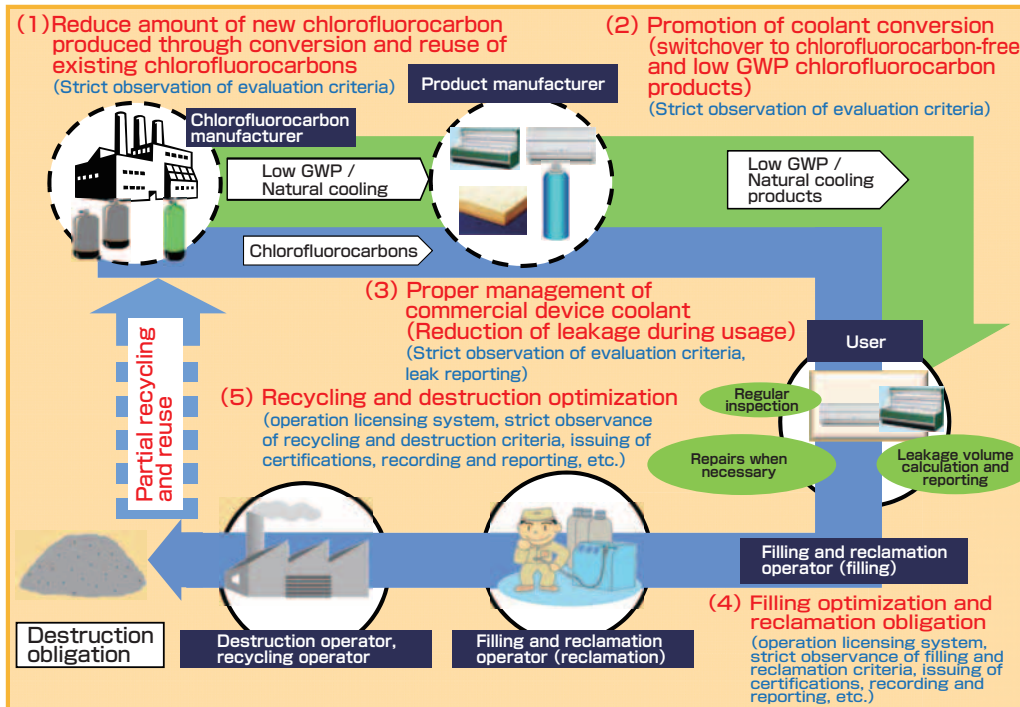 (1) Reduce amount of new chlorofluorocarbon
produced through conversion and reuse of
existing chlorofluorocarbons
(Strict observation of evaluation criteria)
(2) Promotion of coolant conversion
(switchover to chlorofluorocarbon-free
and low GWP chlorofluorocarbon
products)
(Strict observation of evaluation criteria)
Product manufacturer
Chlorofluorocarbon
manufacturer
Low GWP /
Natural cooling
Low GWP /
Natural cooling
products
Chlorofluorocarbons
(3) Proper management of
commercial device coolant
(Reduction of leakage during usage)
(Strict observation of evaluation criteria,
leak reporting)
User
Regular
inspection
Repairs when
necessary
Leakage volume
calculation and
reporting
(5) Recycling and destruction optimization
(operation licensing system, strict observance
of recycling and destruction criteria, issuing of
certifications, recording and reporting, etc.)
Partial recycling
and reuse
Filling and reclamation
operator (filling)
(4) Filling optimization and
reclamation obligation
(operation licensing system,
strict observance of filling and
reclamation criteria, issuing of
certifications, recording and
reporting, etc.)
Destruction
obligation
Destruction operator,
recycling operator
Filling and reclamation
operator (reclamation)